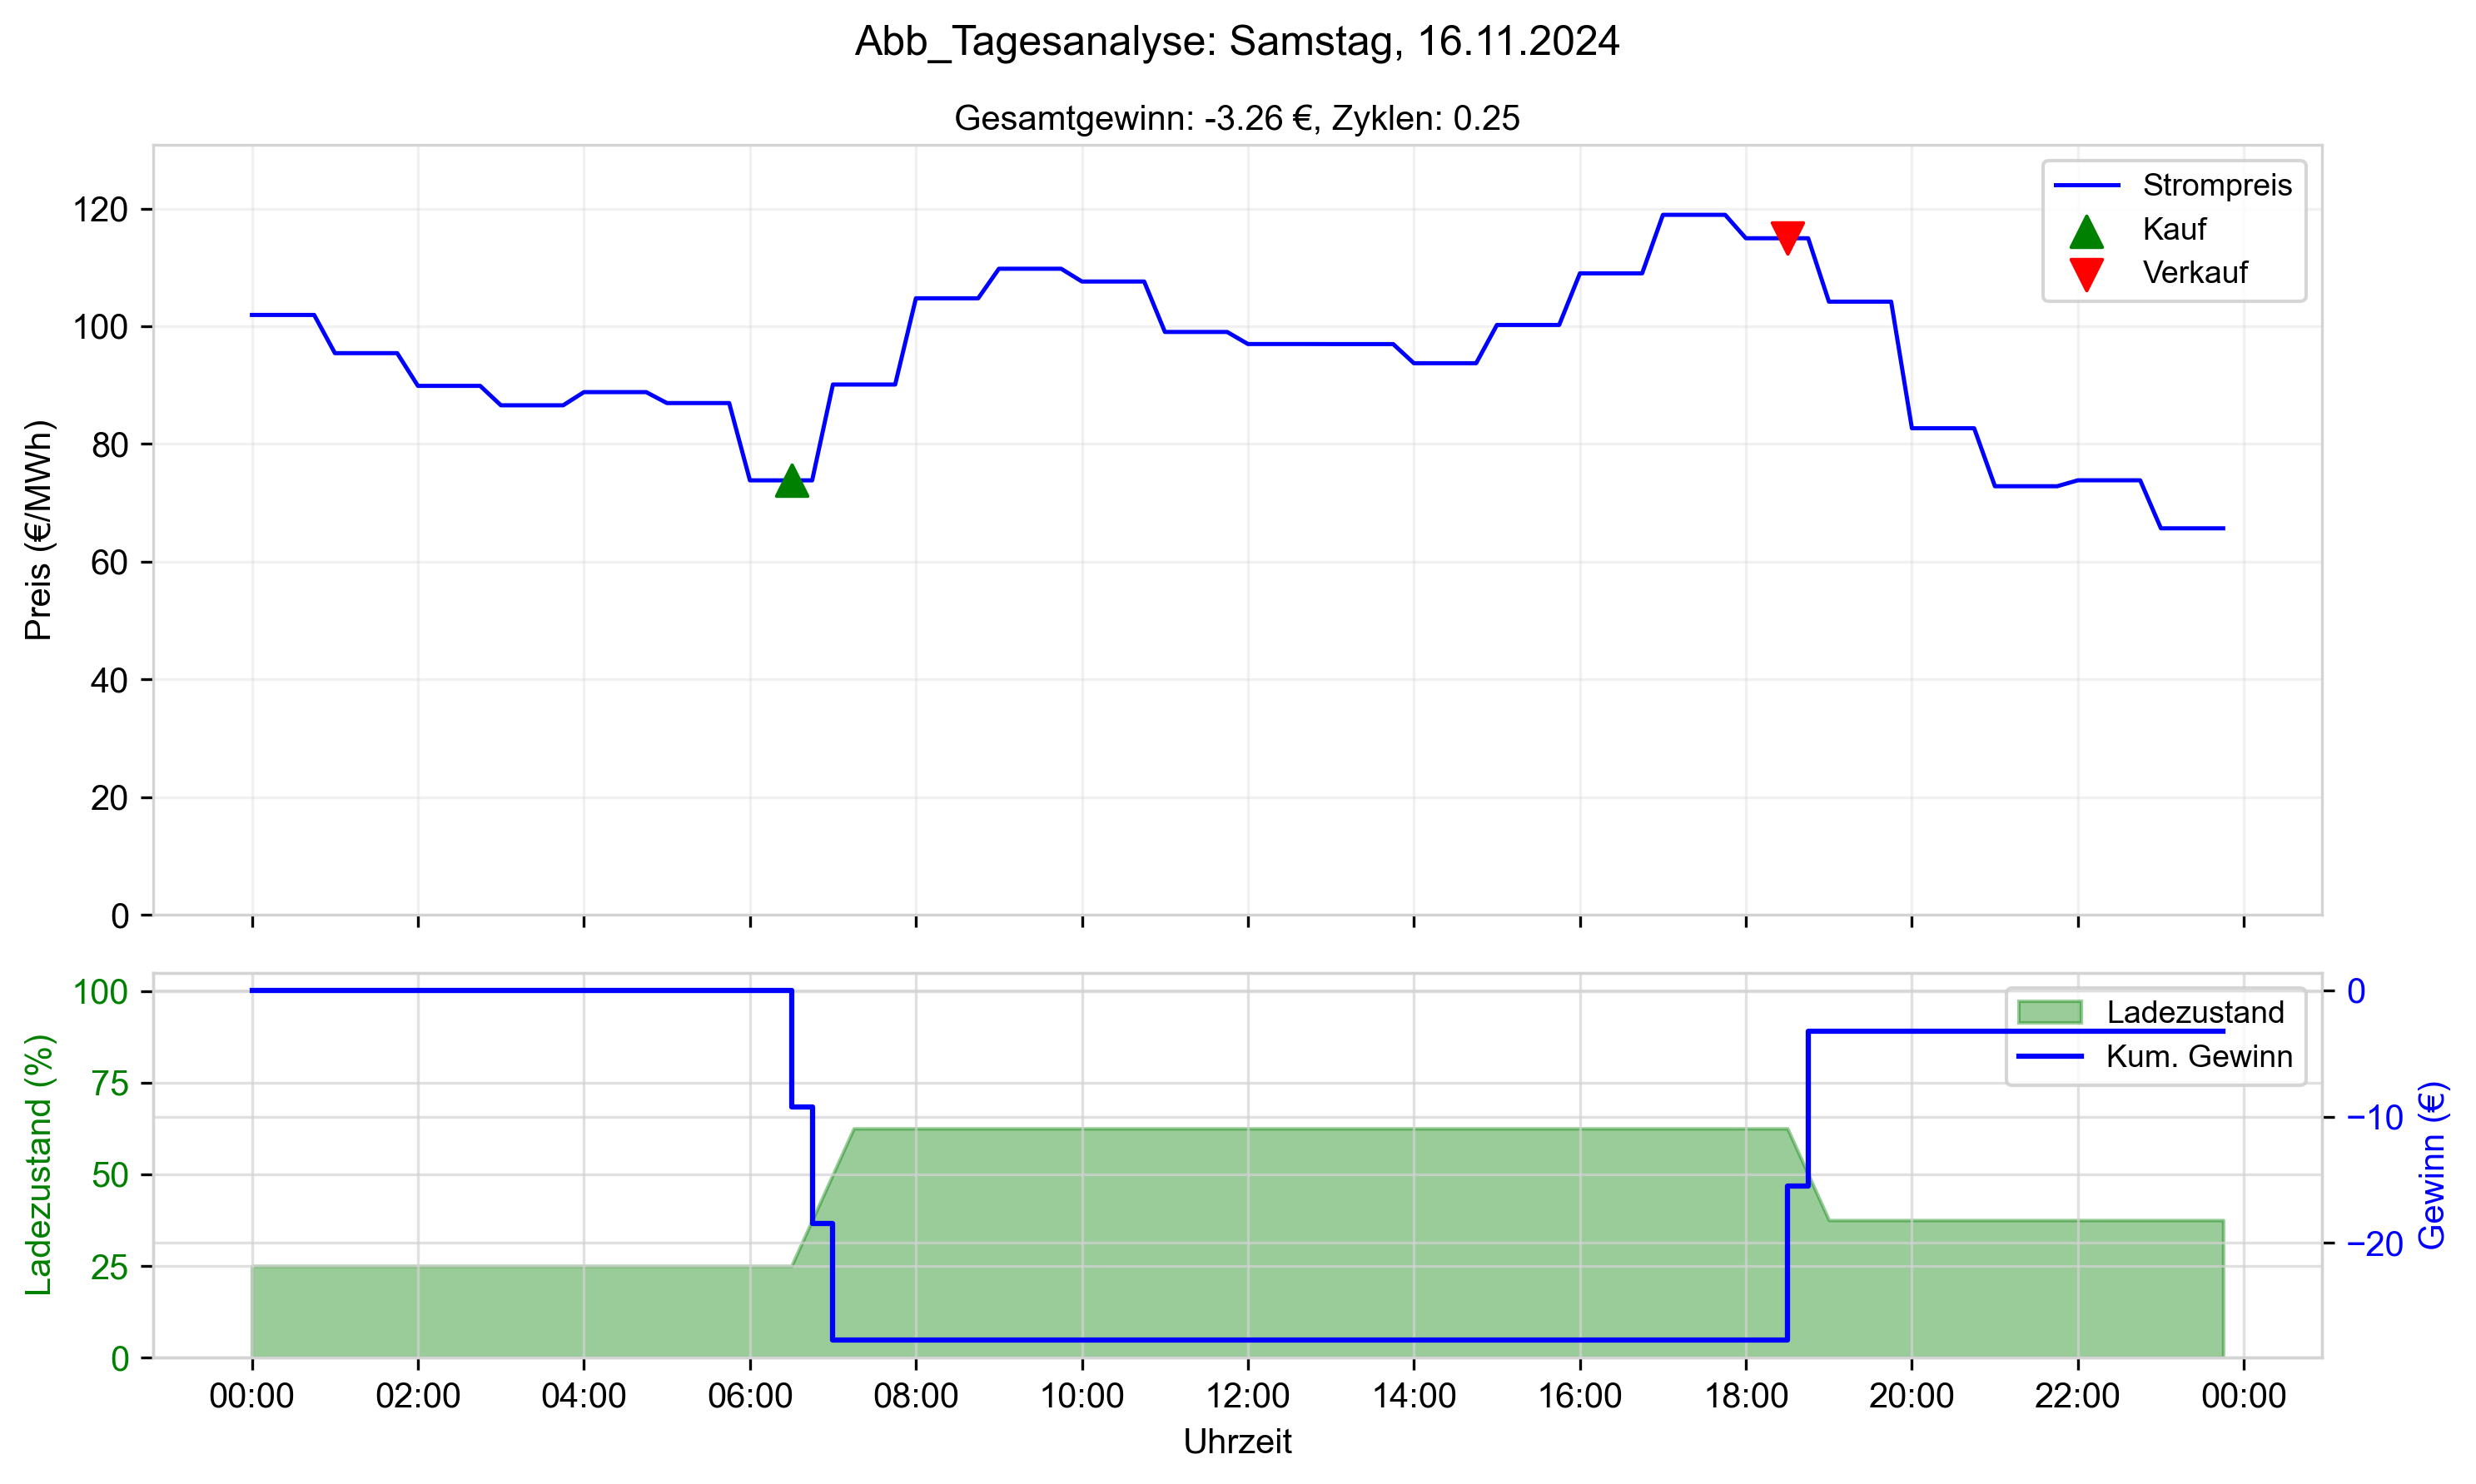 Abb_Tagesanalyse: Samstag, 16.11.2024
Gesamtgewinn: -3.26 €, Zyklen: 0.25
Preis (€/MWh)
120
100
80
60
40
20
0
Strompreis
Kauf
Verkauf
Ladezustand (%)
100
75
50
25
0
Ladezustand
Kum. Gewinn
0
−10
−20
Gewinn (€)
00:00 02:00 04:00 06:00 08:00 10:00 12:00 14:00 16:00 18:00 20:00 22:00 00:00
Uhrzeit